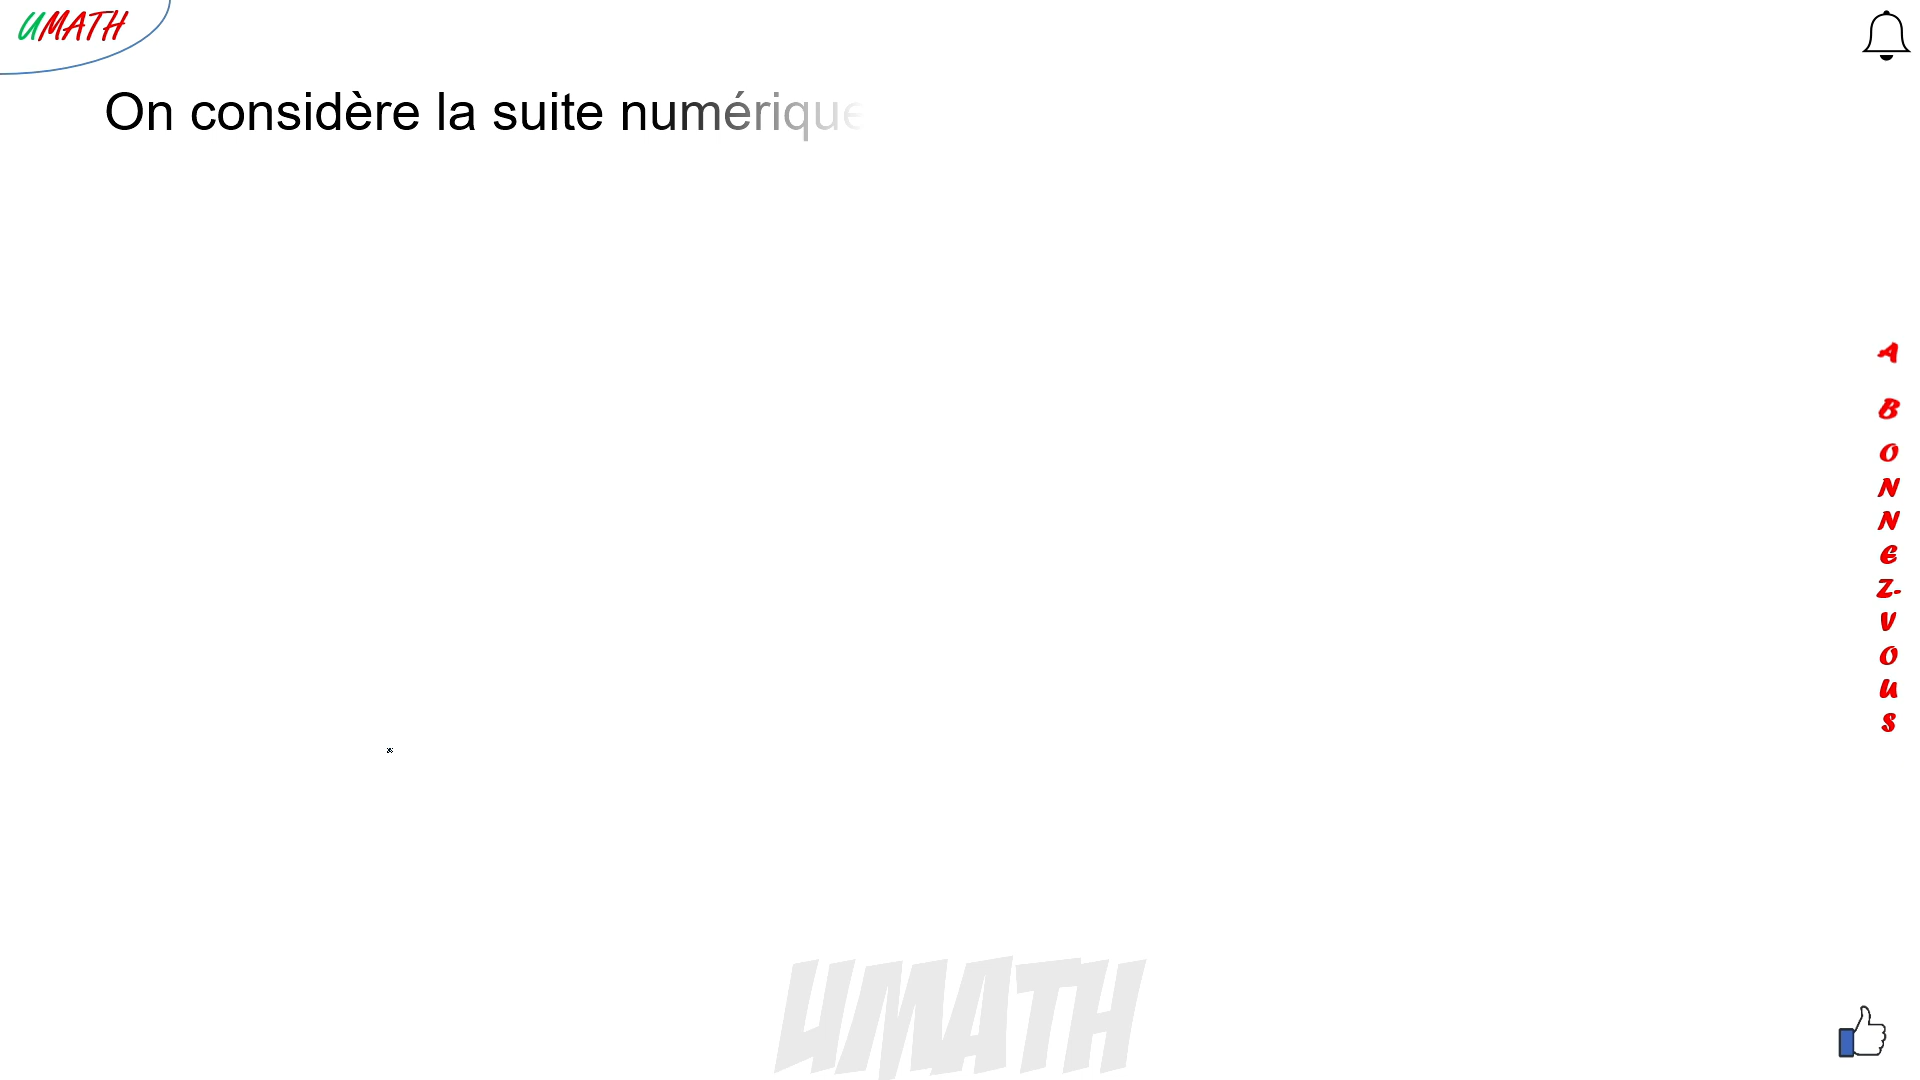 UMATH
On considère la suite numérique
A
B
O
N
N
E
Z-
V
O
U
S
UMATH